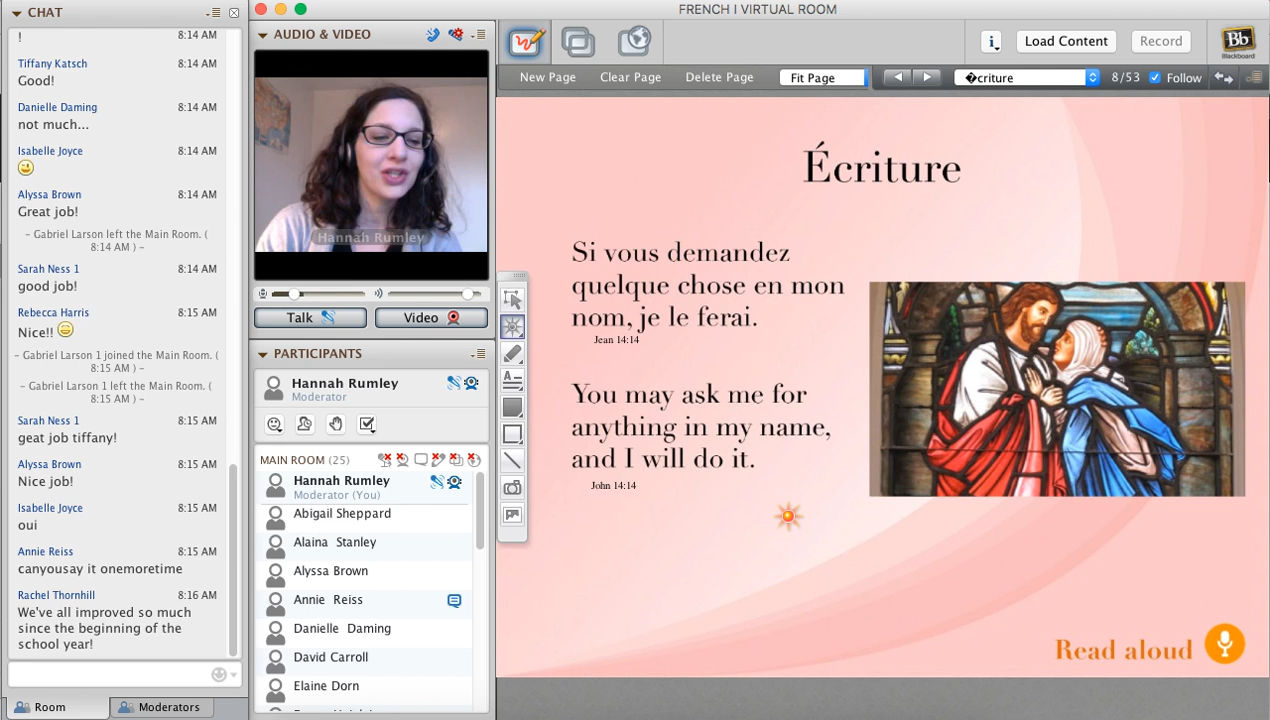 CHAT
!
8:14 AM
Tiffany Katsch 8:14 AM
Good!
Danielle Daming 8:14 AM
not much...
Isabelle Joyce 8:14 AM
Alyssa Brown 8:14 AM
Great job!
- Gabriel Larson left the Main Room. (
8:14 AM ) -
Sarah Ness 1 8:14 AM
good job!
Rebecca Harris 8:15 AM
Nice!!
- Gabriel Larson 1 joined the Main Room. (
8:15 AM ) -
- Gabriel Larson 1 left the Main Room. (
8:15 AM ) -
Sarah Ness 1 8:15 AM
geat job tiffany!
Alyssa Brown 8:15 AM
Nice job!
Isabelle Joyce 8:15 AM
oui
Annie Reiss 8:15 AM
canyousay it onemoretime
Rachel Thornhill 8:16 AM
We've all improved so much
since the beginning of the
school year!
Room Moderators
AUDIO & VIDEO
Hannah Rumley
Talk Video
PARTICIPANTS
Hannah Rumley
Moderator
MAIN ROOM (25)
Hannah Rumley
Moderator (You)
Abigail Sheppard
Alaina Stanley
Alyssa Brown
Annie Reiss
Danielle Daming
David Carroll
Elaine Dorn
FRENCH I VIRTUAL ROOM
i Load Content Record
Bb
Blackboard
New Page Clear Page Delete Page Fit Page �criture 8/53 Follow
Écriture
Si vous demandez
quelque chose en mon
nom, je le ferai.
Jean 14:14
You may ask me for
anything in my name,
and I will do it.
John 14:14
Read aloud